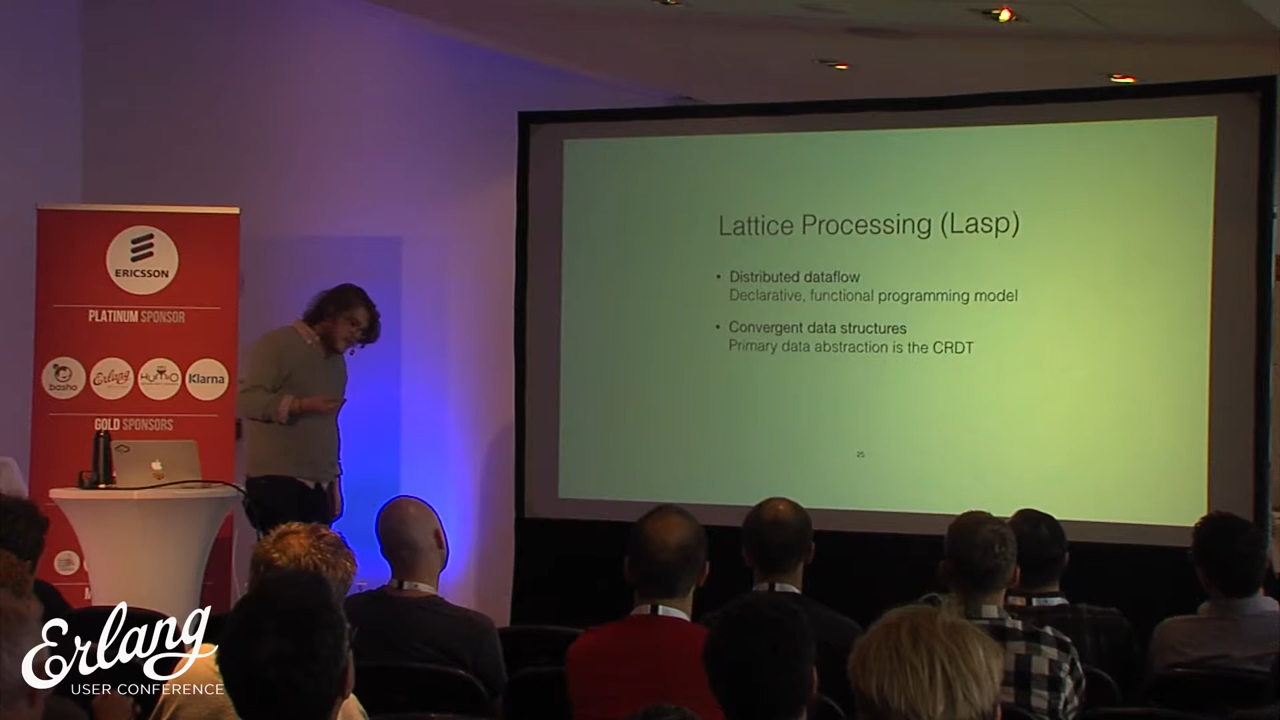 ERICSSON
PLATINUM SPONSOR
basho
Erlang
HUMIO
Klarna
GOLD SPONSORS
Lattice Processing (Lasp)
• Distributed dataflow
Declarative, functional programming model
• Convergent data structures
Primary data abstraction is the CRDT
25
Erlang
USER CONFERENCE